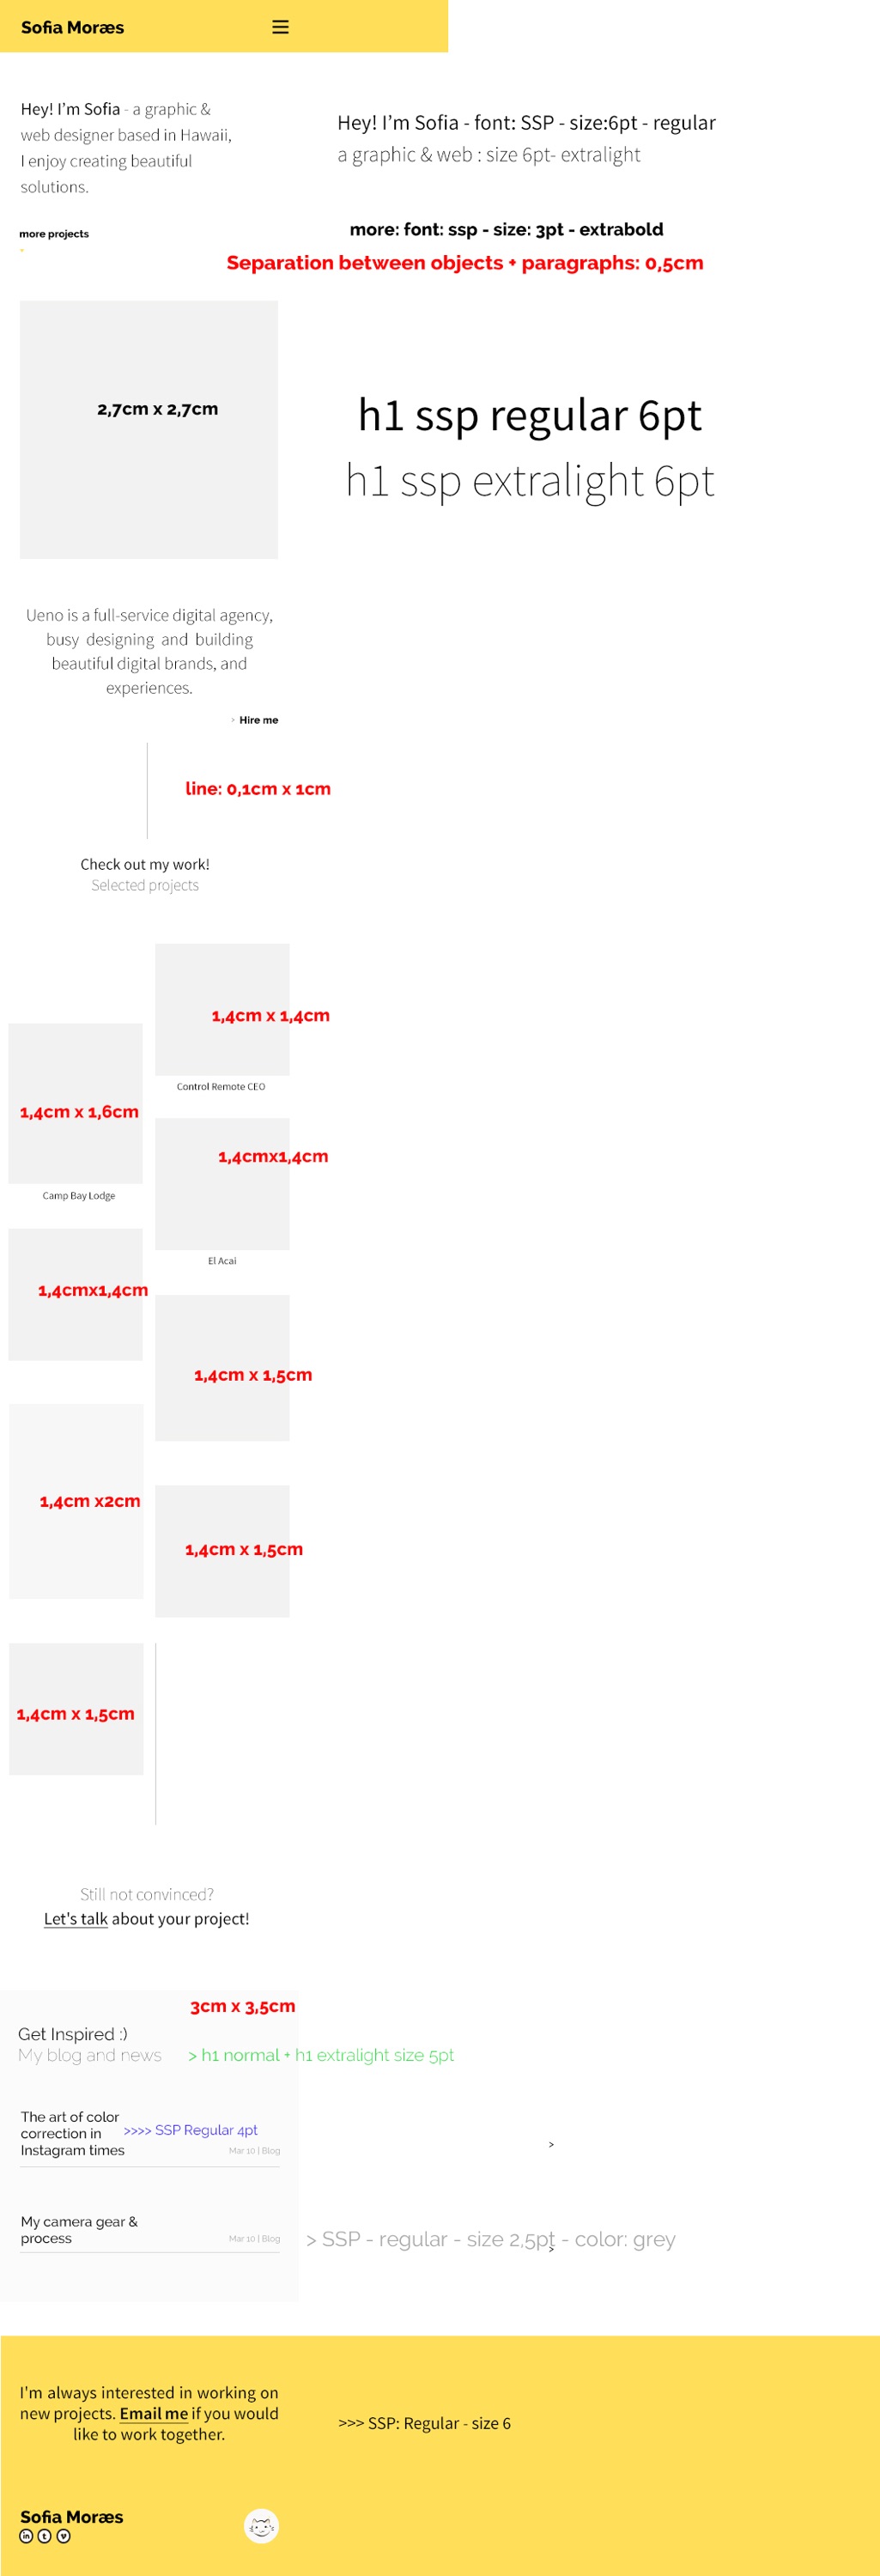 Sofia Moræs
Hey! I'm Sofia - a graphic &
web designer based in Hawaii,
I enjoy creating beautiful
solutions.
Hey! I'm Sofia - font: SSP - size:6pt - regular
a graphic & web : size 6pt- extralight
more projects
+
more: font: ssp - size: 3pt - extrabold
Separation between objects + paragraphs: 0,5cm
2,7cm x 2,7cm
h1 ssp regular 6pt
h1 ssp extralight 6pt
Ueno is a full-service digital agency,
busy designing and building
beautiful digital brands, and
experiences.
Hire me
line: 0,1cm x 1cm
Check out my work!
Selected projects
1,4cm x 1,4cm
Control Remote CEO
1,4cm x 1,6cm
Camp Bay Lodge
1,4cmx1,4cm
El Acai
1,4cmx1,4cm
1,4cm x 1,5cm
1,4cm x2cm
1,4cm x 1,5cm
1,4cm x 1,5cm
Still not convinced?
Let's talk about your project!
3cm x 3,5cm
Get Inspired :)
My blog and news
> h1 normal + h1 extralight size 5pt
The art of color
correction in
Instagram times
>>>> SSP Regular 4pt
Mar 10 | Blog
>
My camera gear &
process
Mar 10 | Blog
> SSP - regular - size 2,5pt - color: grey
>
I'm always interested in working on
new projects. Email me if you would
like to work together.
>>> SSP: Regular - size 6
Sofia Moræs
in t v